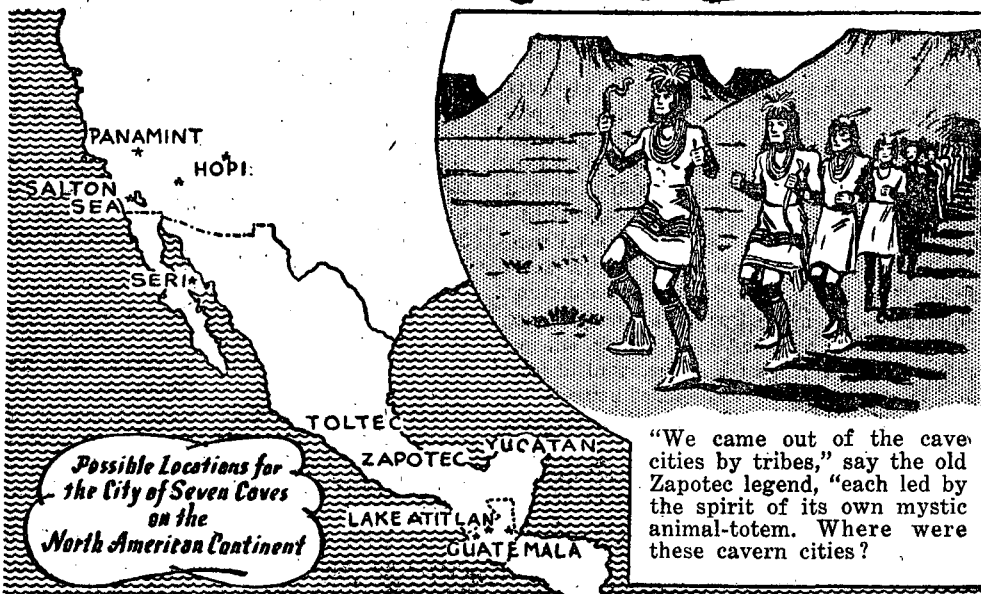 PANAMINT
HOPI
SALTON
SEA
SERI
TOLTEC
ZAPOTEC
YUCATAN
LAKE ATITLAN
GUATEMALA
Possible Locations for
the City of Seven Caves
on the
North American Continent
"We came out of the cave
cities by tribes," say the old
Zapotec legend, "each led by
the spirit of its own mystic
animal-totem. Where were
these cavern cities?